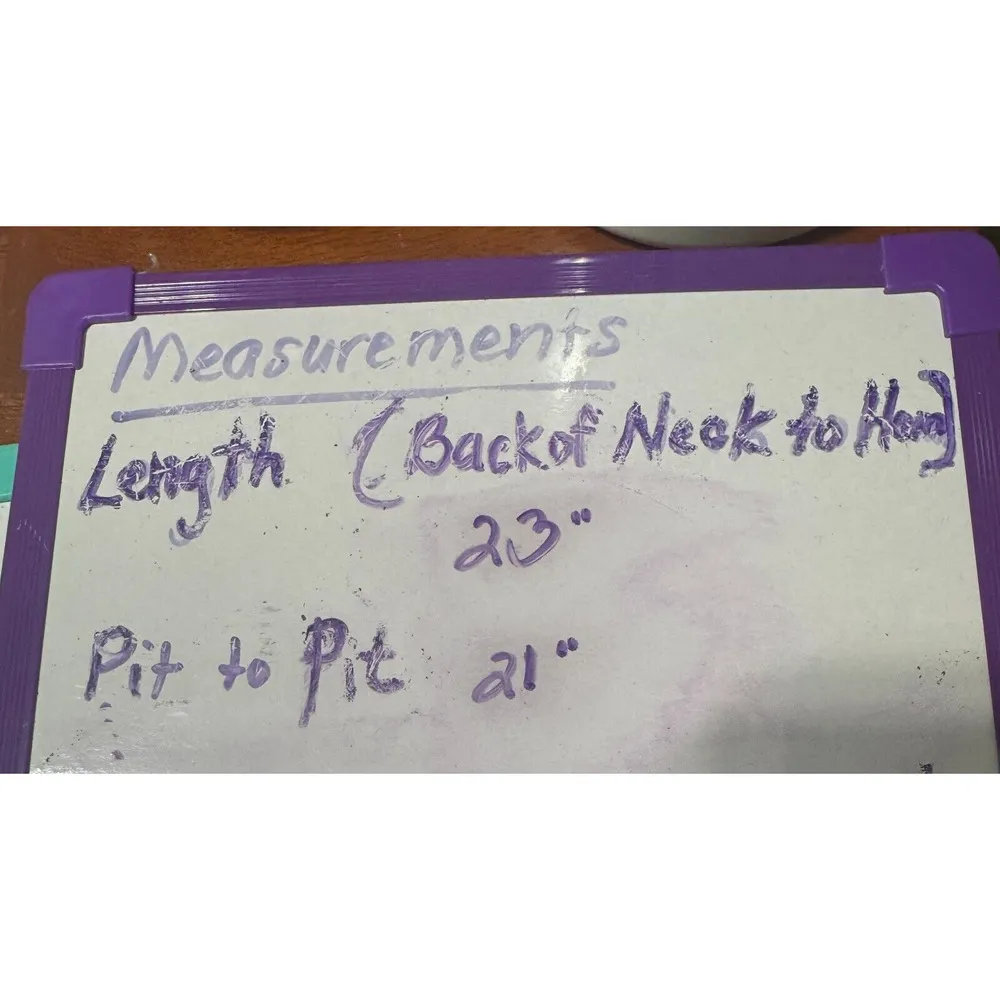 Measurements
Length (Back of Neck to Hem)
23"
Pit to Pit 21"